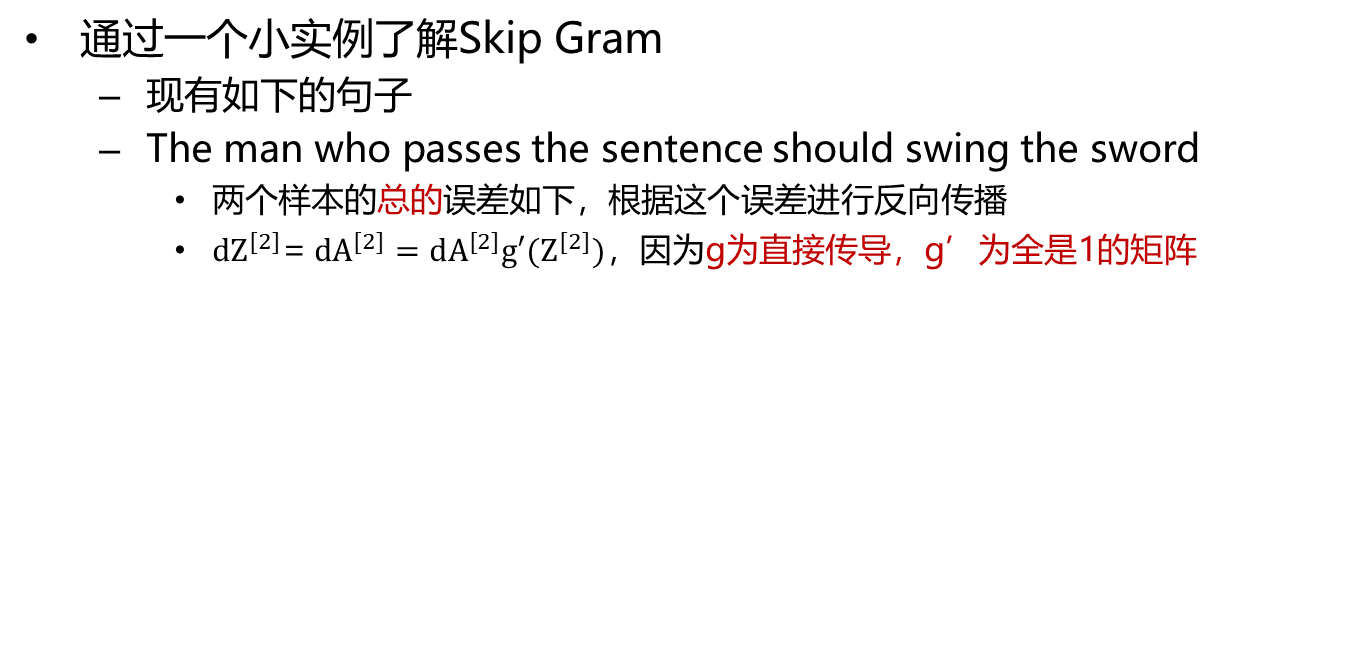 • 通过一个小实例了解Skip Gram
– 现有如下的句子
– The man who passes the sentence should swing the sword
• 两个样本的总的误差如下，根据这个误差进行反向传播
• dZ^[2]= dA^[2] = dA^[2]g′(Z^[2])，因为g为直接传导，g′ 为全是1的矩阵